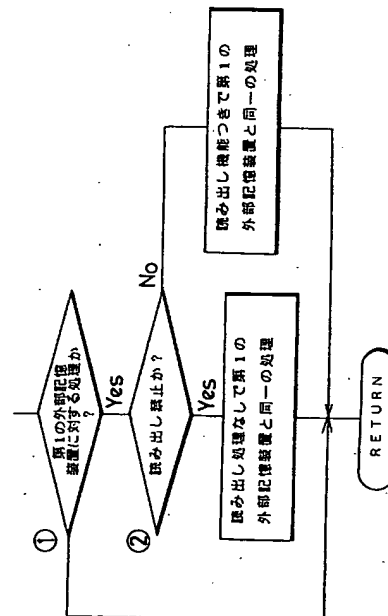 ①
第1の外部記憶
装置に対する処理か
?
Yes
②
読み出し禁止か?
No
Yes
読み出し機能つきで第1の
外部記憶装置と同一の処理
読み出し処理なしで第1の
外部記憶装置と同一の処理
RETURN